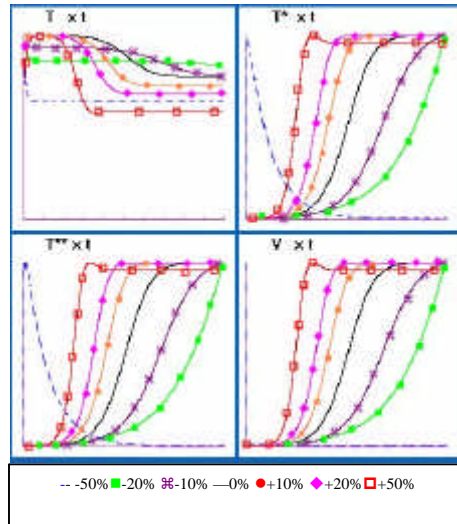 T x t
T* x t
T** x t
V x t
-- -50% ■-20% ⌘-10% —0% ●+10% ◆+20% □+50%